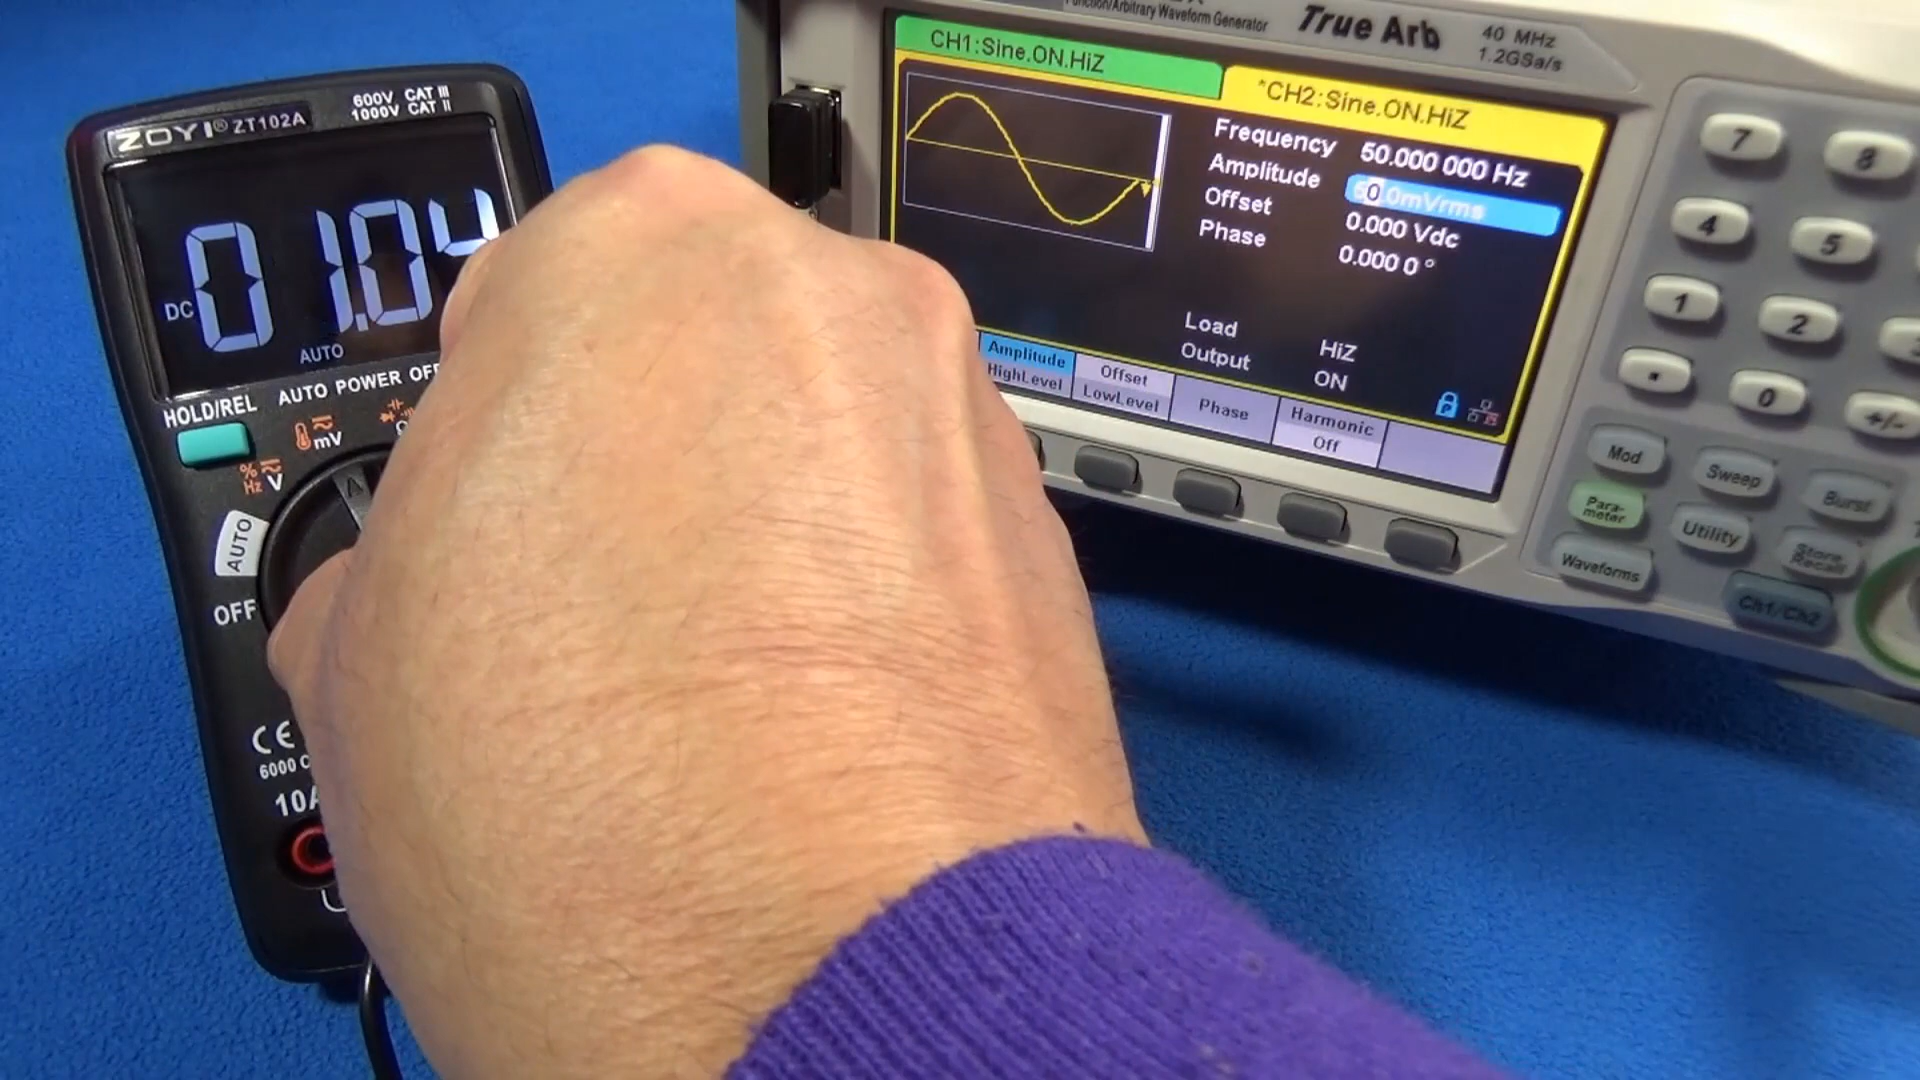 ZOYI® ZT102A
600V CAT III
1000V CAT II
DC
01.04
AUTO
AUTO POWER OFF
HOLD/REL
mV
%
Hz V
AUTO
OFF
CE
6000
10A
Function/Arbitrary Waveform Generator
True Arb
40 MHz
1.2GSa/s
CH1:Sine.ON.HiZ
*CH2:Sine.ON.HiZ
Frequency 50.000 000 Hz
Amplitude 60.0mVrms
Offset 0.000 Vdc
Phase 0.000 0 °
Load HiZ
Output ON
Amplitude
HighLevel
Offset
LowLevel
Phase
Harmonic
Off
7
8
4
5
1
2
.
0
+/-
Mod
Sweep
Burst
Para-
meter
Utility
Store
Recall
Waveforms
Ch1/Ch2